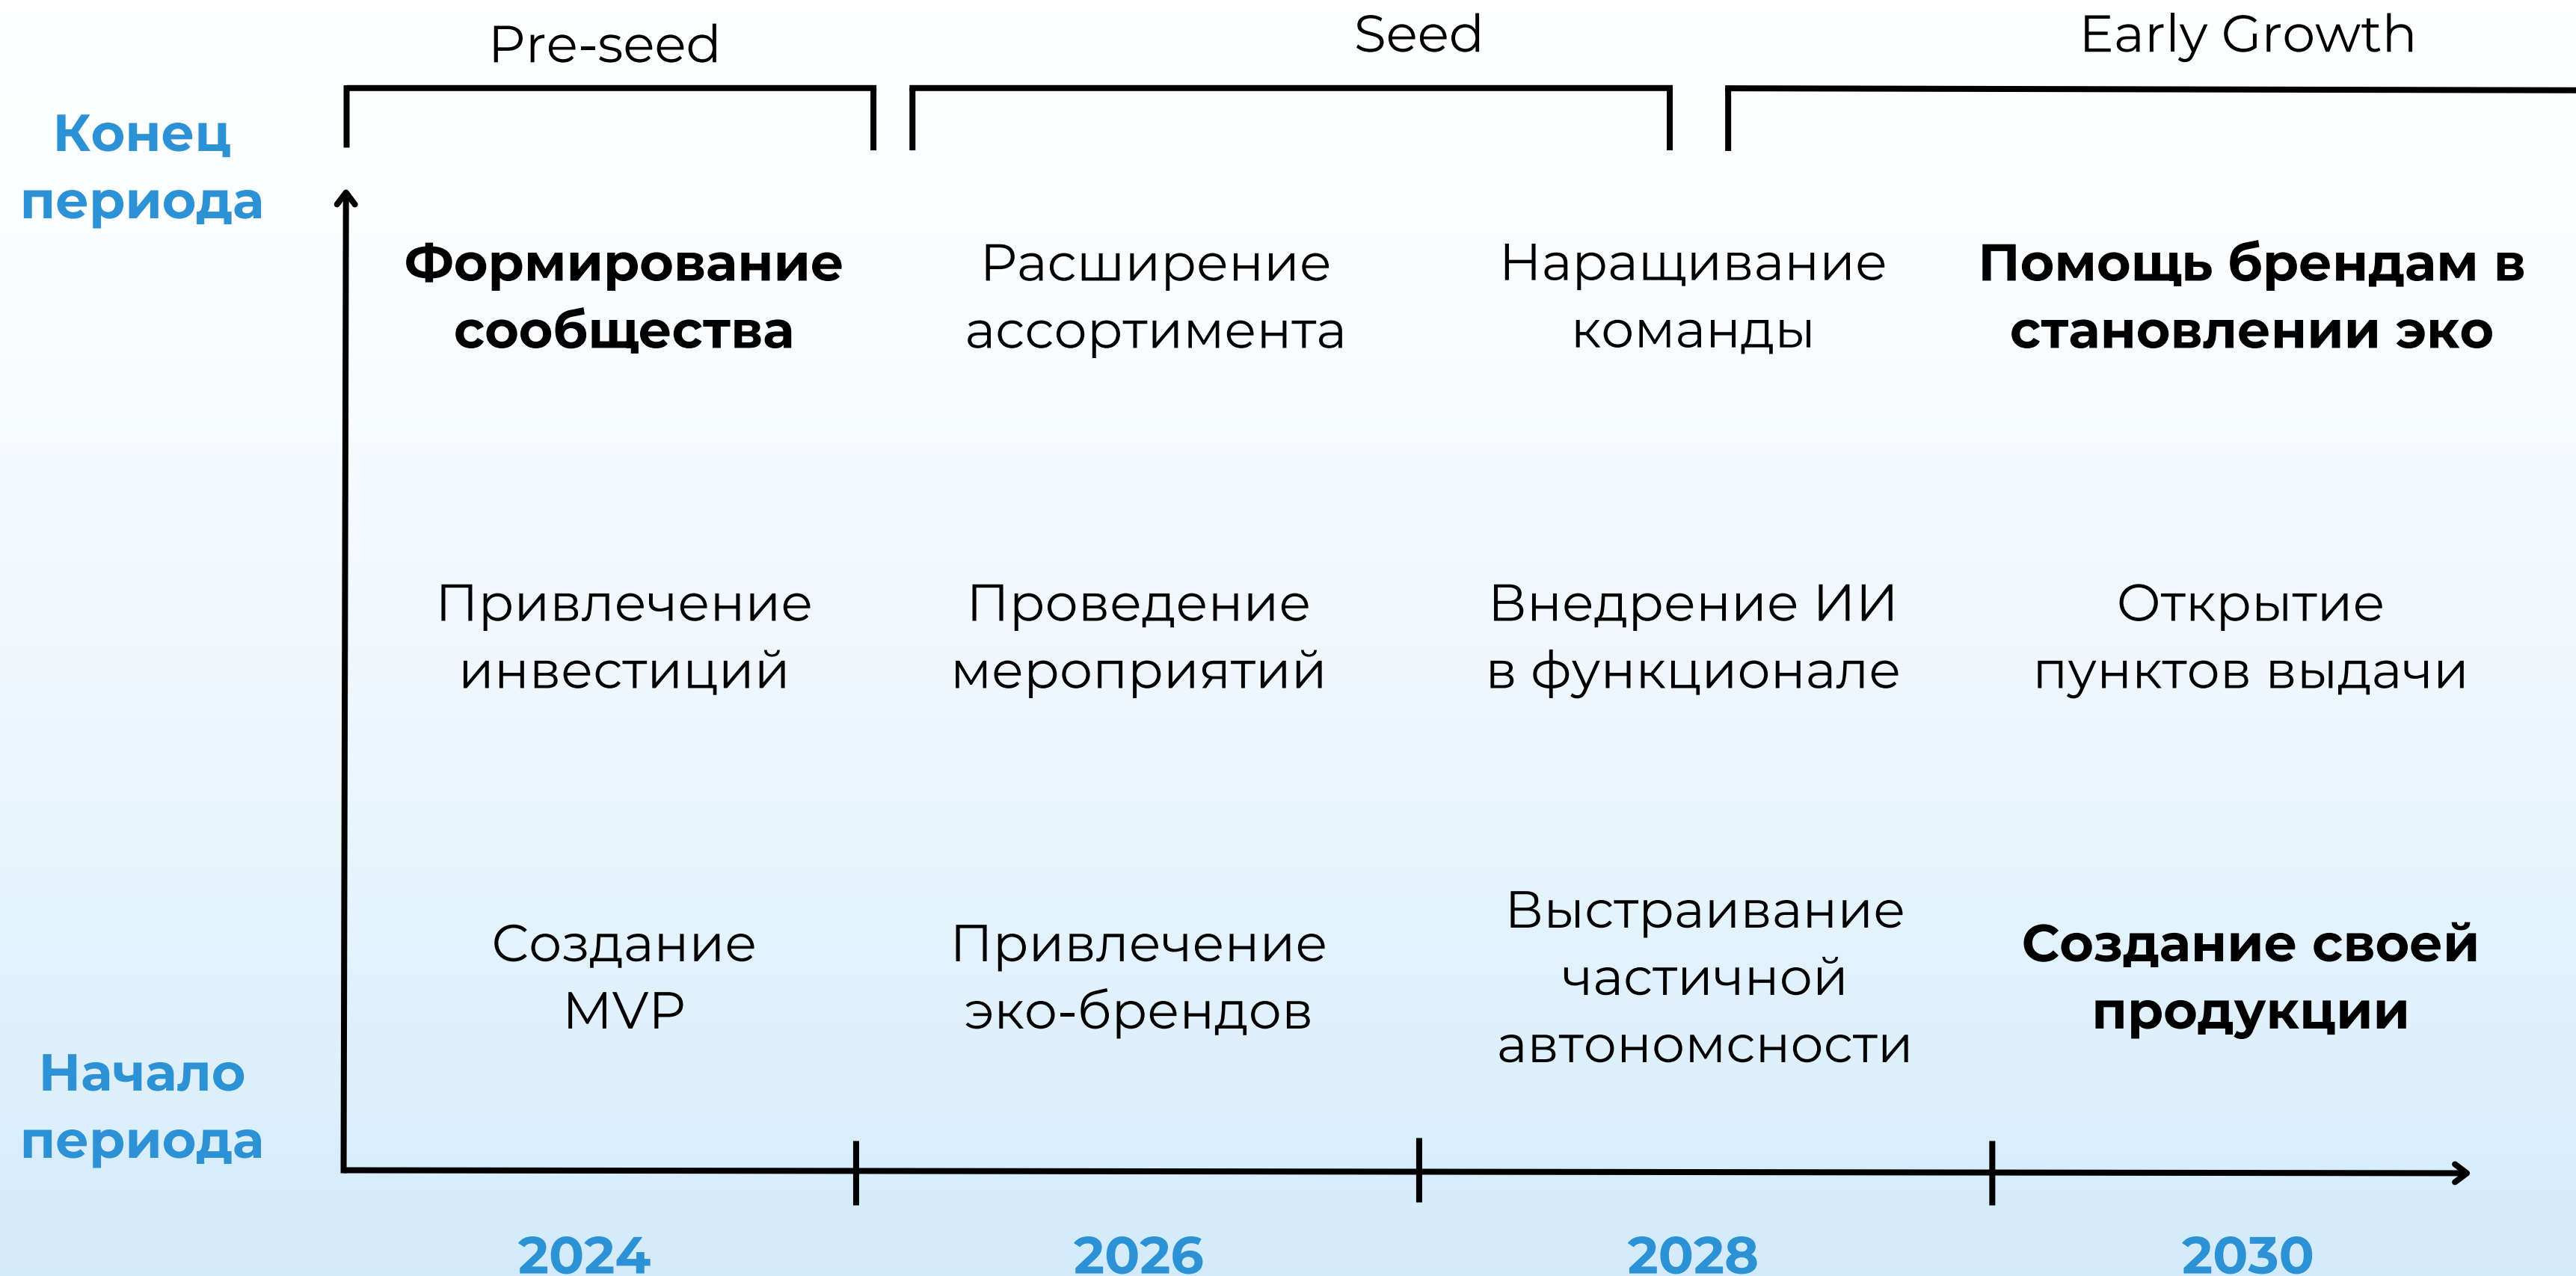 Pre-seed
Seed
Early Growth
Конец
периода
Формирование
сообщества
Расширение
ассортимента
Наращивание
команды
Помощь брендам в
становлении эко
Привлечение
инвестиций
Проведение
мероприятий
Внедрение ИИ
в функционале
Открытие
пунктов выдачи
Создание
MVP
Привлечение
эко-брендов
Выстраивание
частичной
автономсности
Создание своей
продукции
Начало
периода
2024
2026
2028
2030